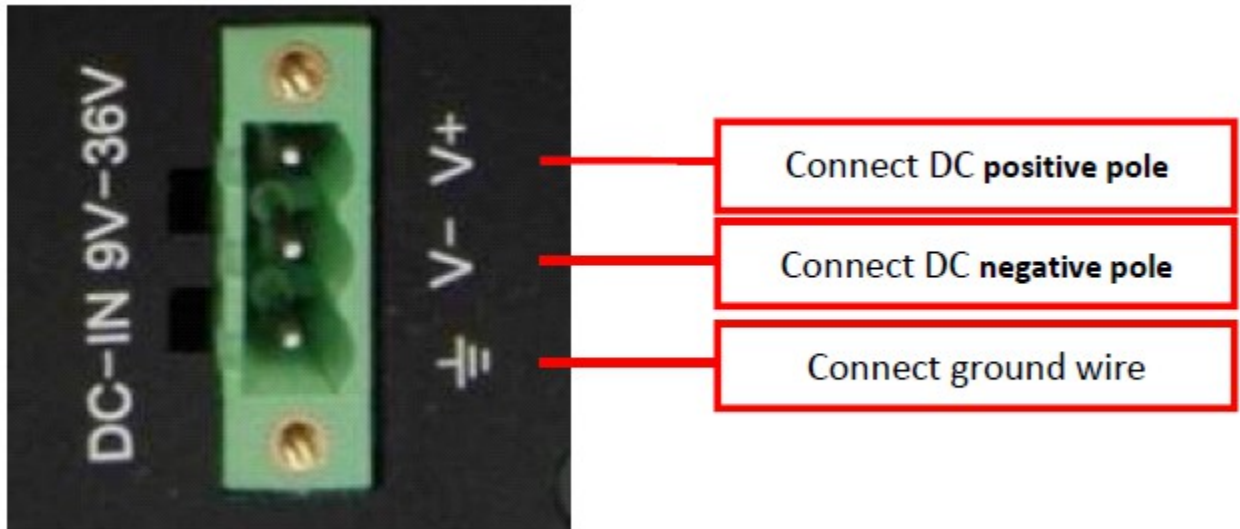 DC-IN 9V-36V
V- V+
Connect DC positive pole
Connect DC negative pole
Connect ground wire